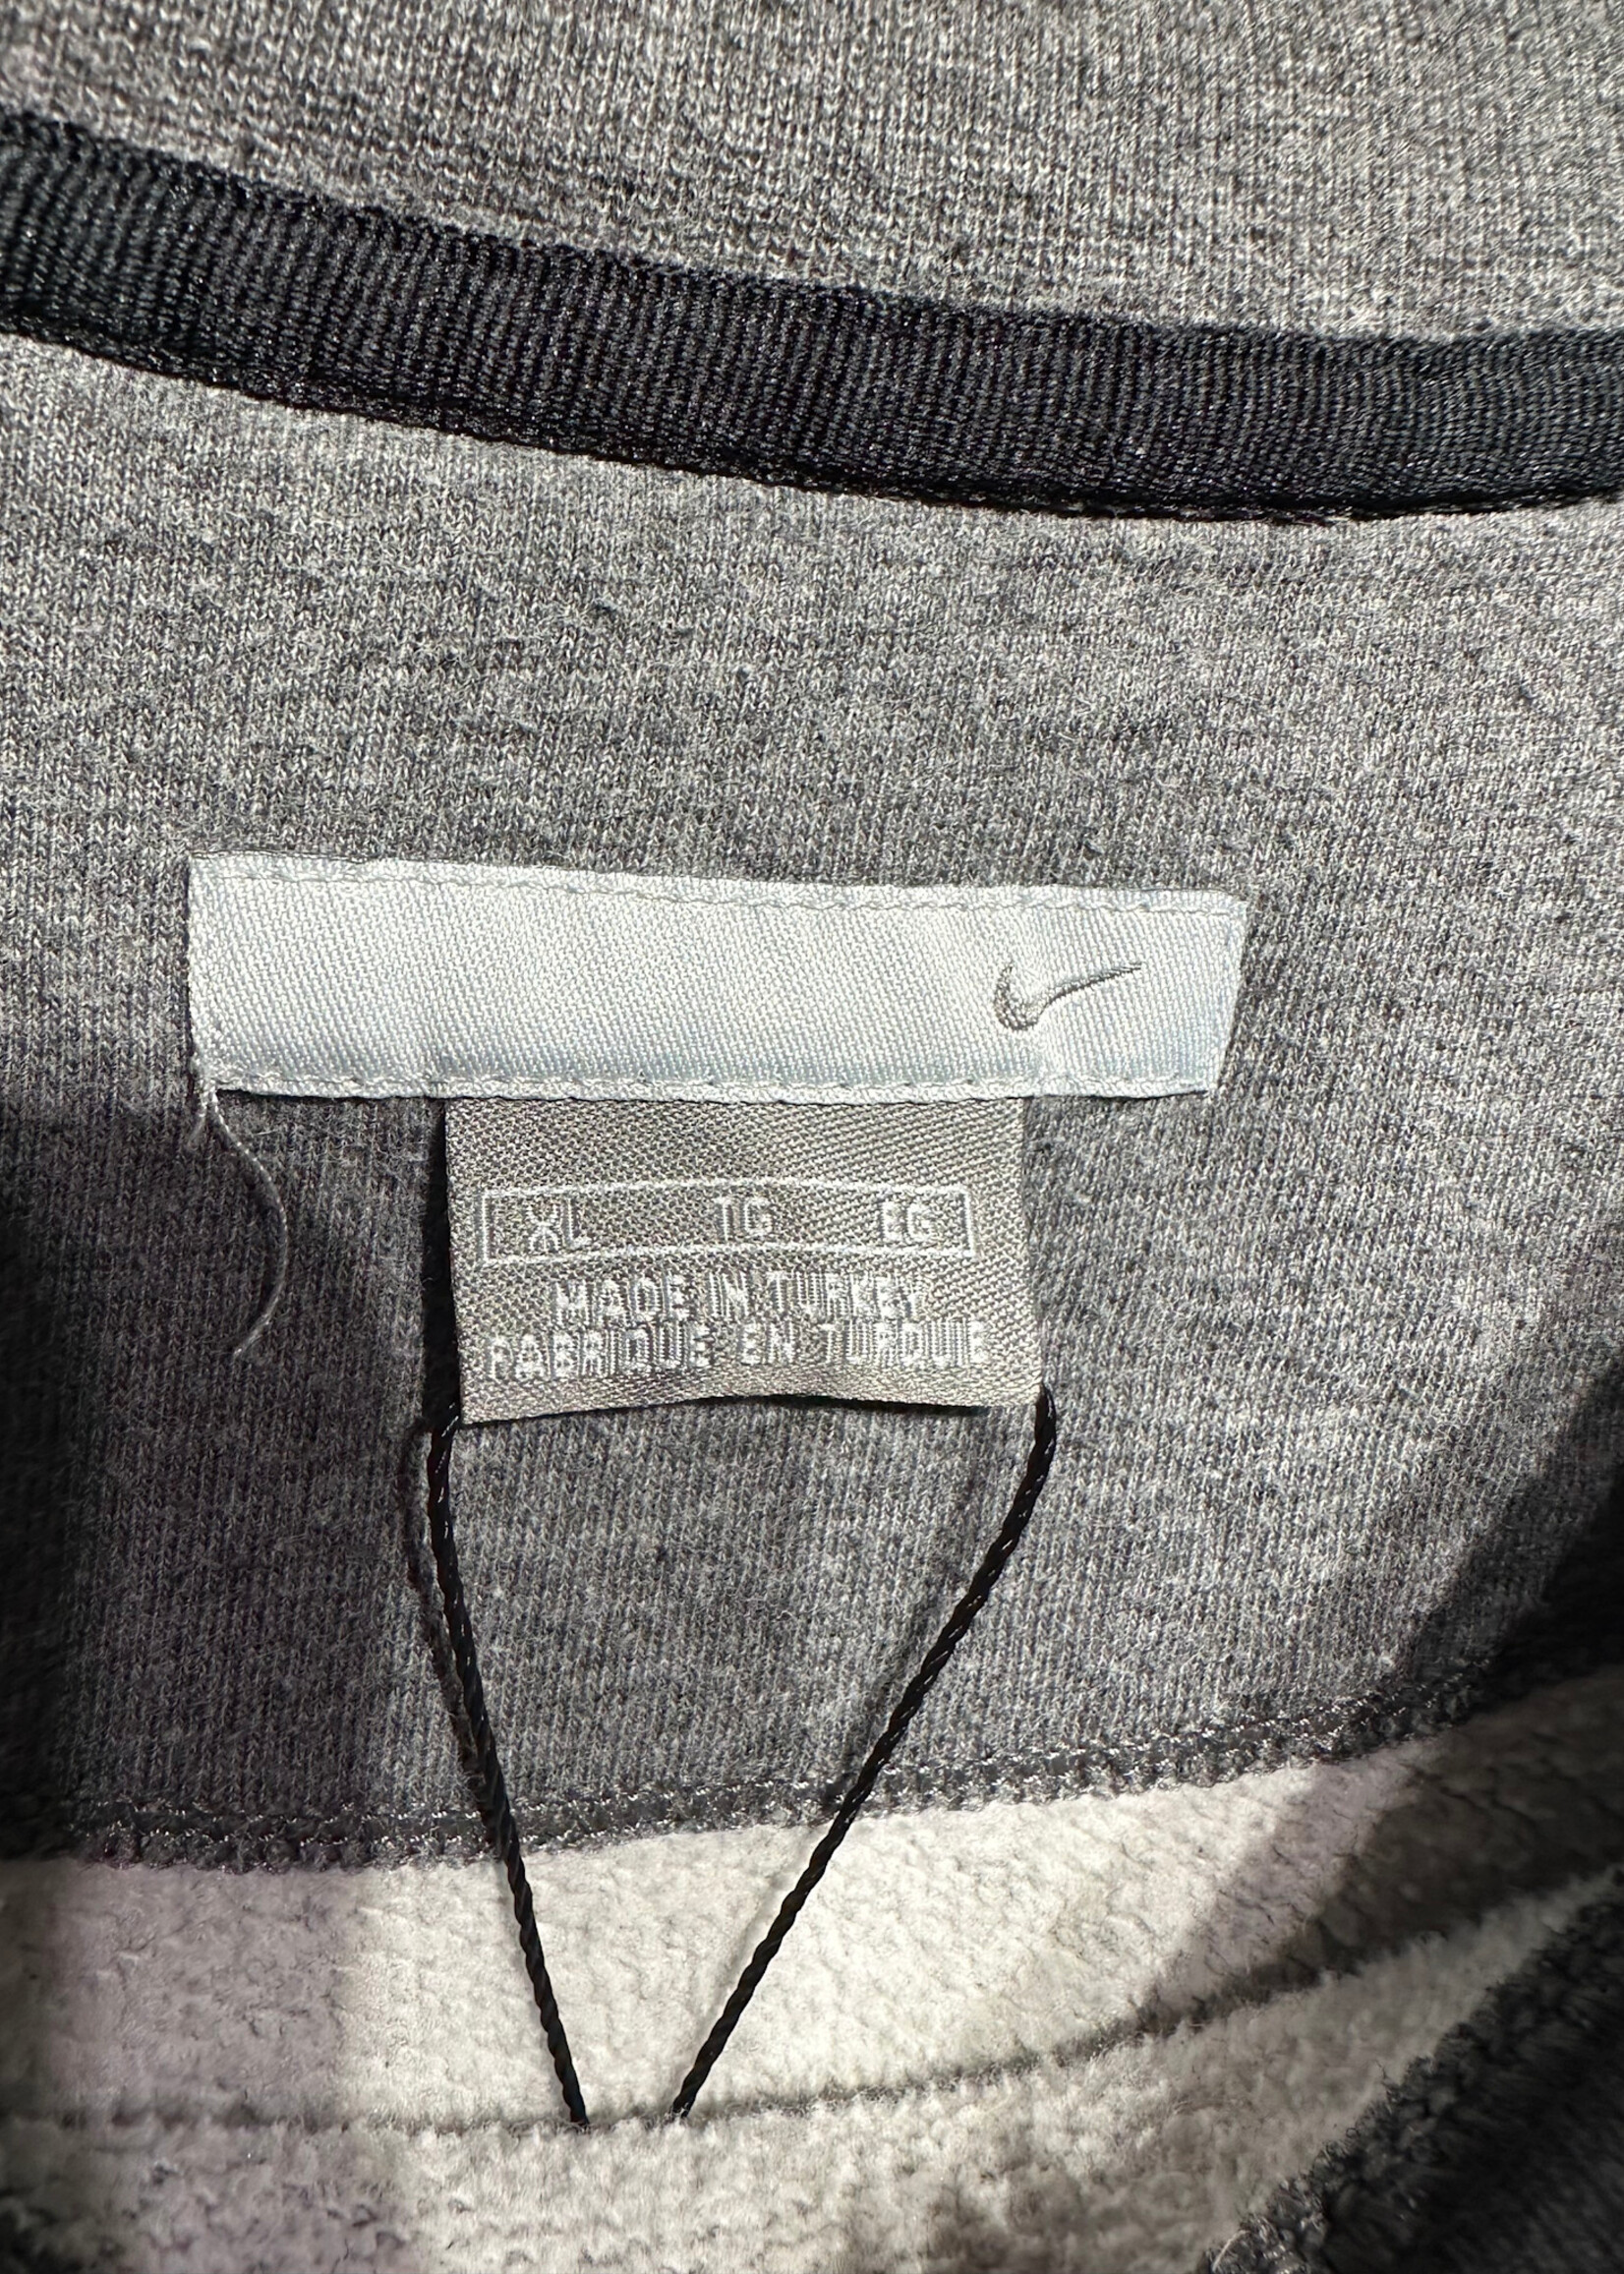 XL TG EG
MADE IN TURKEY
FABRIQUE EN TURQUIE